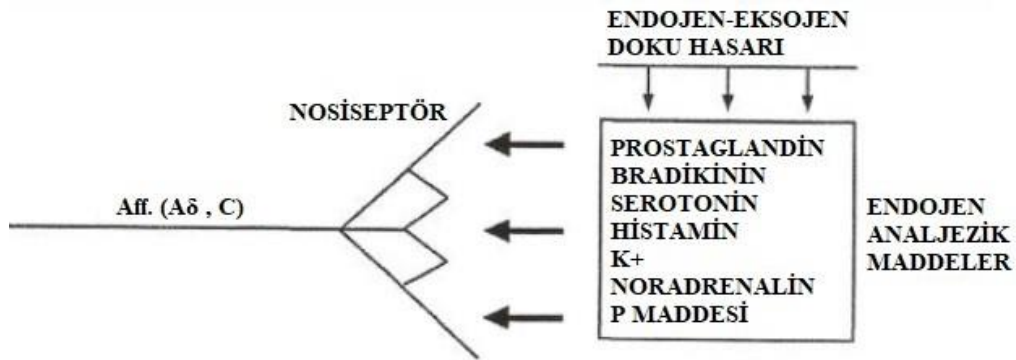 ENDOJEN-EKSOJEN
DOKU HASARI
NOSİSEPTÖR
Aff. (Aδ , C)
PROSTAGLANDİN
BRADİKİNİN
SEROTONİN
HİSTAMİN
K+
NORADRENALİN
P MADDESİ
ENDOJEN
ANALJEZİK
MADDELER